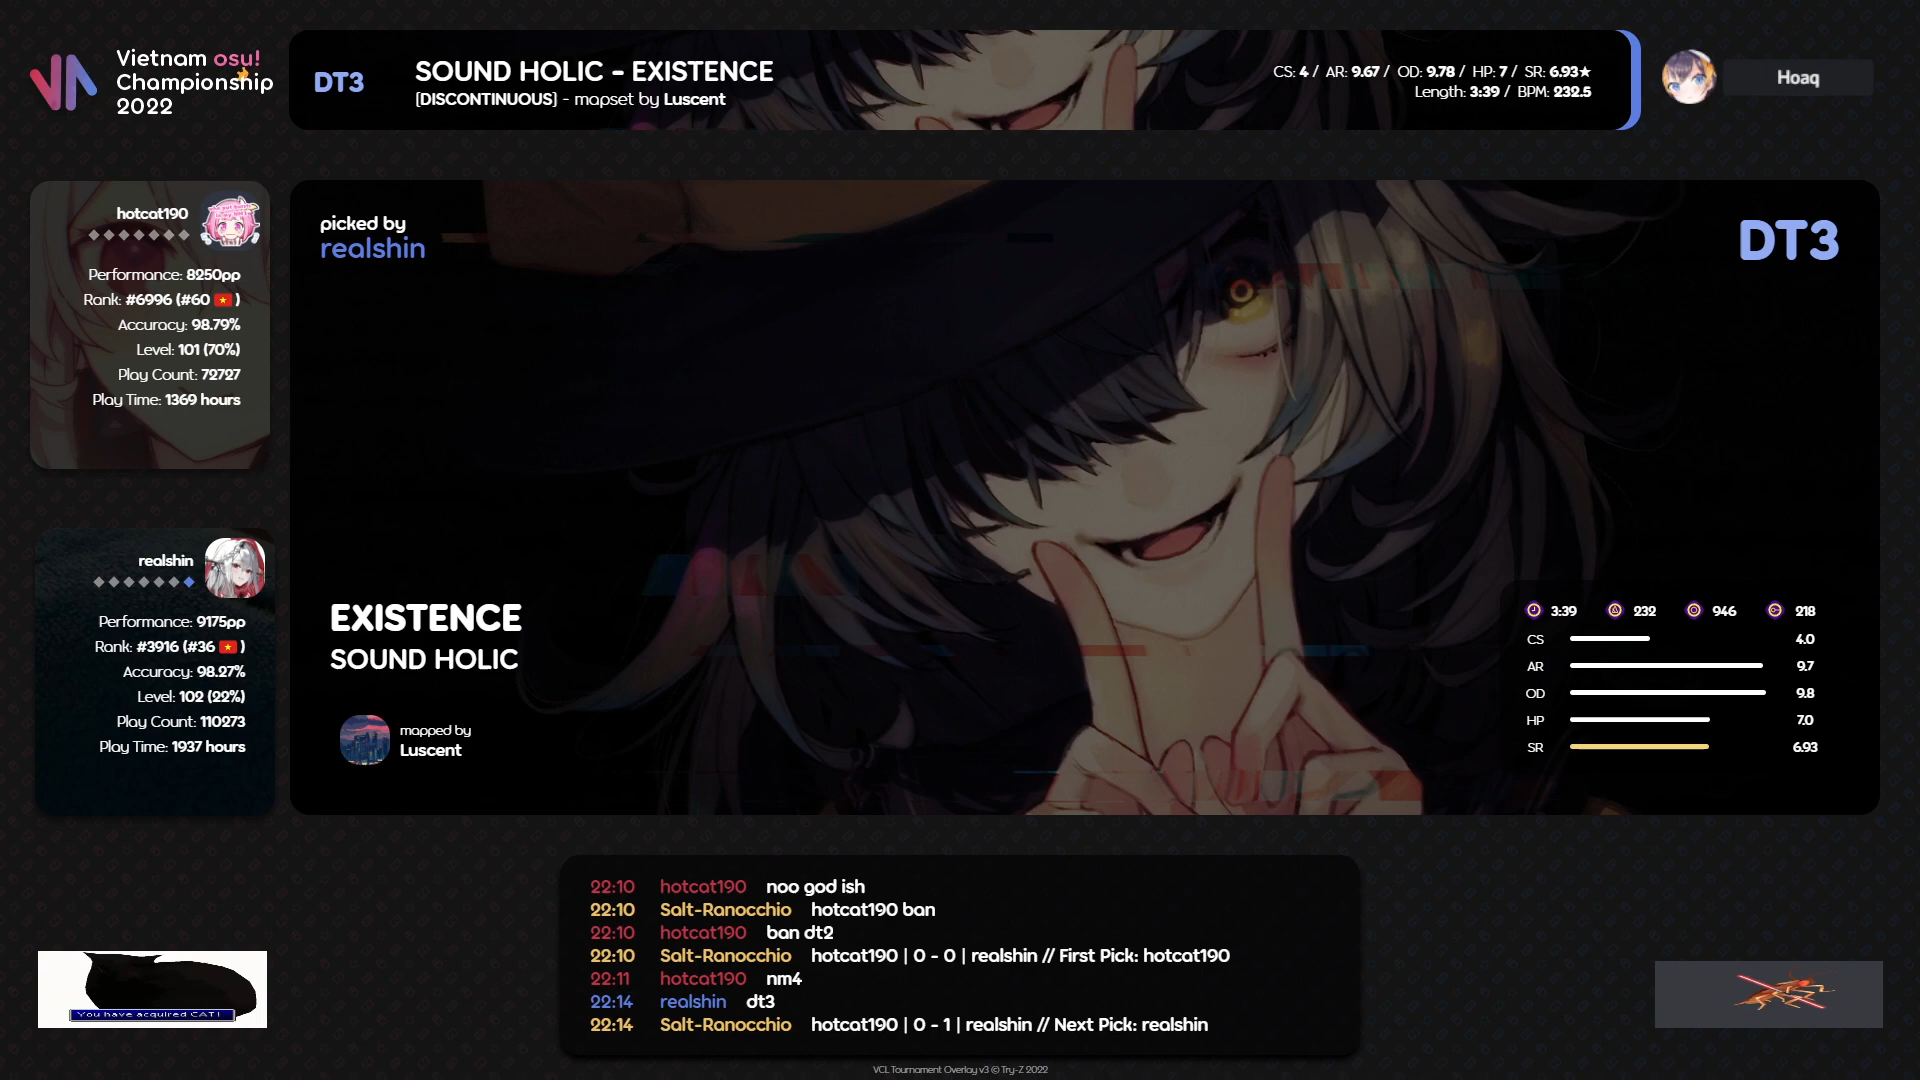 Vietnam osu!
Championship
2022
DT3
SOUND HOLIC - EXISTENCE
[DISCONTINUOUS] - mapset by Luscent
CS: 4 / AR: 9.67 / OD: 9.78 / HP: 7 / SR: 6.93★
Length: 3:39 / BPM: 232.5
Hoaq
hotcat190
Performance: 8250pp
Rank: #6996 (#60 )
Accuracy: 98.79%
Level: 101 (70%)
Play Count: 72727
Play Time: 1369 hours
realshin
Performance: 9175pp
Rank: #3916 (#36 )
Accuracy: 98.27%
Level: 102 (22%)
Play Count: 110273
Play Time: 1937 hours
picked by
realshin
DT3
EXISTENCE
SOUND HOLIC
mapped by
Luscent
3:39 232 946 218
CS 4.0
AR 9.7
OD 9.8
HP 7.0
SR 6.93
22:10 hotcat190 noo god ish
22:10 Salt-Ranocchio hotcat190 ban
22:10 hotcat190 ban dt2
22:10 Salt-Ranocchio hotcat190 | 0 - 0 | realshin // First Pick: hotcat190
22:11 hotcat190 nm4
22:14 realshin dt3
22:14 Salt-Ranocchio hotcat190 | 0 - 1 | realshin // Next Pick: realshin
You have acquired CAT!
VCL Tournament Overlay v3 © Try-Z 2022